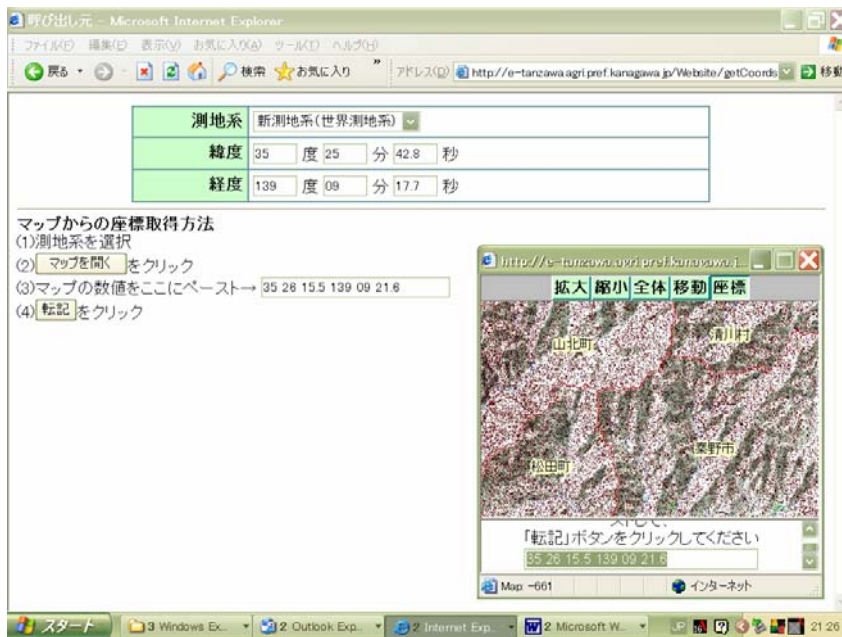 呼び出し元 - Microsoft Internet Explorer
ファイル(F) 編集(E) 表示(V) お気に入り(A) ツール(T) ヘルプ(H)
戻る 検索 お気に入り » アドレス(D) http://e-tanzawa.agri.pref.kanagawa.jp/Website/getCoords 移動
測地系 新測地系(世界測地系)
緯度 35 度 25 分 42.8 秒
経度 139 度 09 分 17.7 秒
マップからの座標取得方法
(1)測地系を選択
(2) マップを開く をクリック
(3)マップの数値をここにペースト→ 35 26 15.5 139 09 21.6
(4) 転記 をクリック
http://e-tanzawa.agri.pref.kanagawa.j...
拡大 縮小 全体 移動 座標
山北町
清川村
秦野市
松田町
「転記」ボタンをクリックしてください
35 26 15.5 139 09 21.6
Map: -661 インターネット
スタート 3 Windows Ex... 2 Outlook Exp... 2 Internet Exp... 2 Microsoft W... JP 21:26